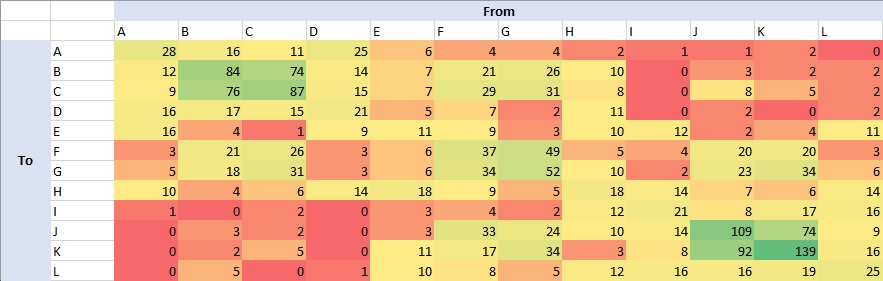 From
A B C D E F G H I J K L
A 28 16 11 25 6 4 4 2 1 1 2 0
B 12 84 74 14 7 21 26 10 0 3 2 2
C 9 76 87 15 7 29 31 8 0 8 5 2
D 16 17 15 21 5 7 2 11 0 2 0 2
E 16 4 1 9 11 9 3 10 12 2 4 11
To
F 3 21 26 3 6 37 49 5 4 20 20 3
G 5 18 31 3 6 34 52 10 2 23 34 6
H 10 4 6 14 18 9 5 18 14 7 6 14
I 1 0 2 0 3 4 2 12 21 8 17 16
J 0 3 2 0 3 33 24 10 14 109 74 9
K 0 2 5 0 11 17 34 3 8 92 139 16
L 0 5 0 1 10 8 5 12 16 16 19 25